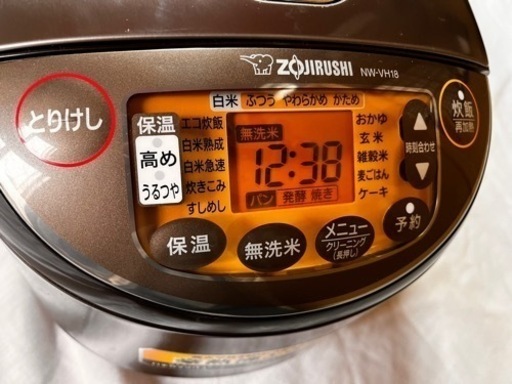 ZOJIRUSHI
NW-VH18
とりけし
白米 ふつう やわらかめ かため
保温
高め
うるつや
エコ炊飯
白米熟成
白米急速
炊きこみ
すしめし
無洗米
12:38
パン 発酵 焼き
おかゆ
玄米
雑穀米
麦ごはん
ケーキ
時刻合わせ
炊飯
再加熱
保温
無洗米
メニュー
クリーニング
(長押し)
予約